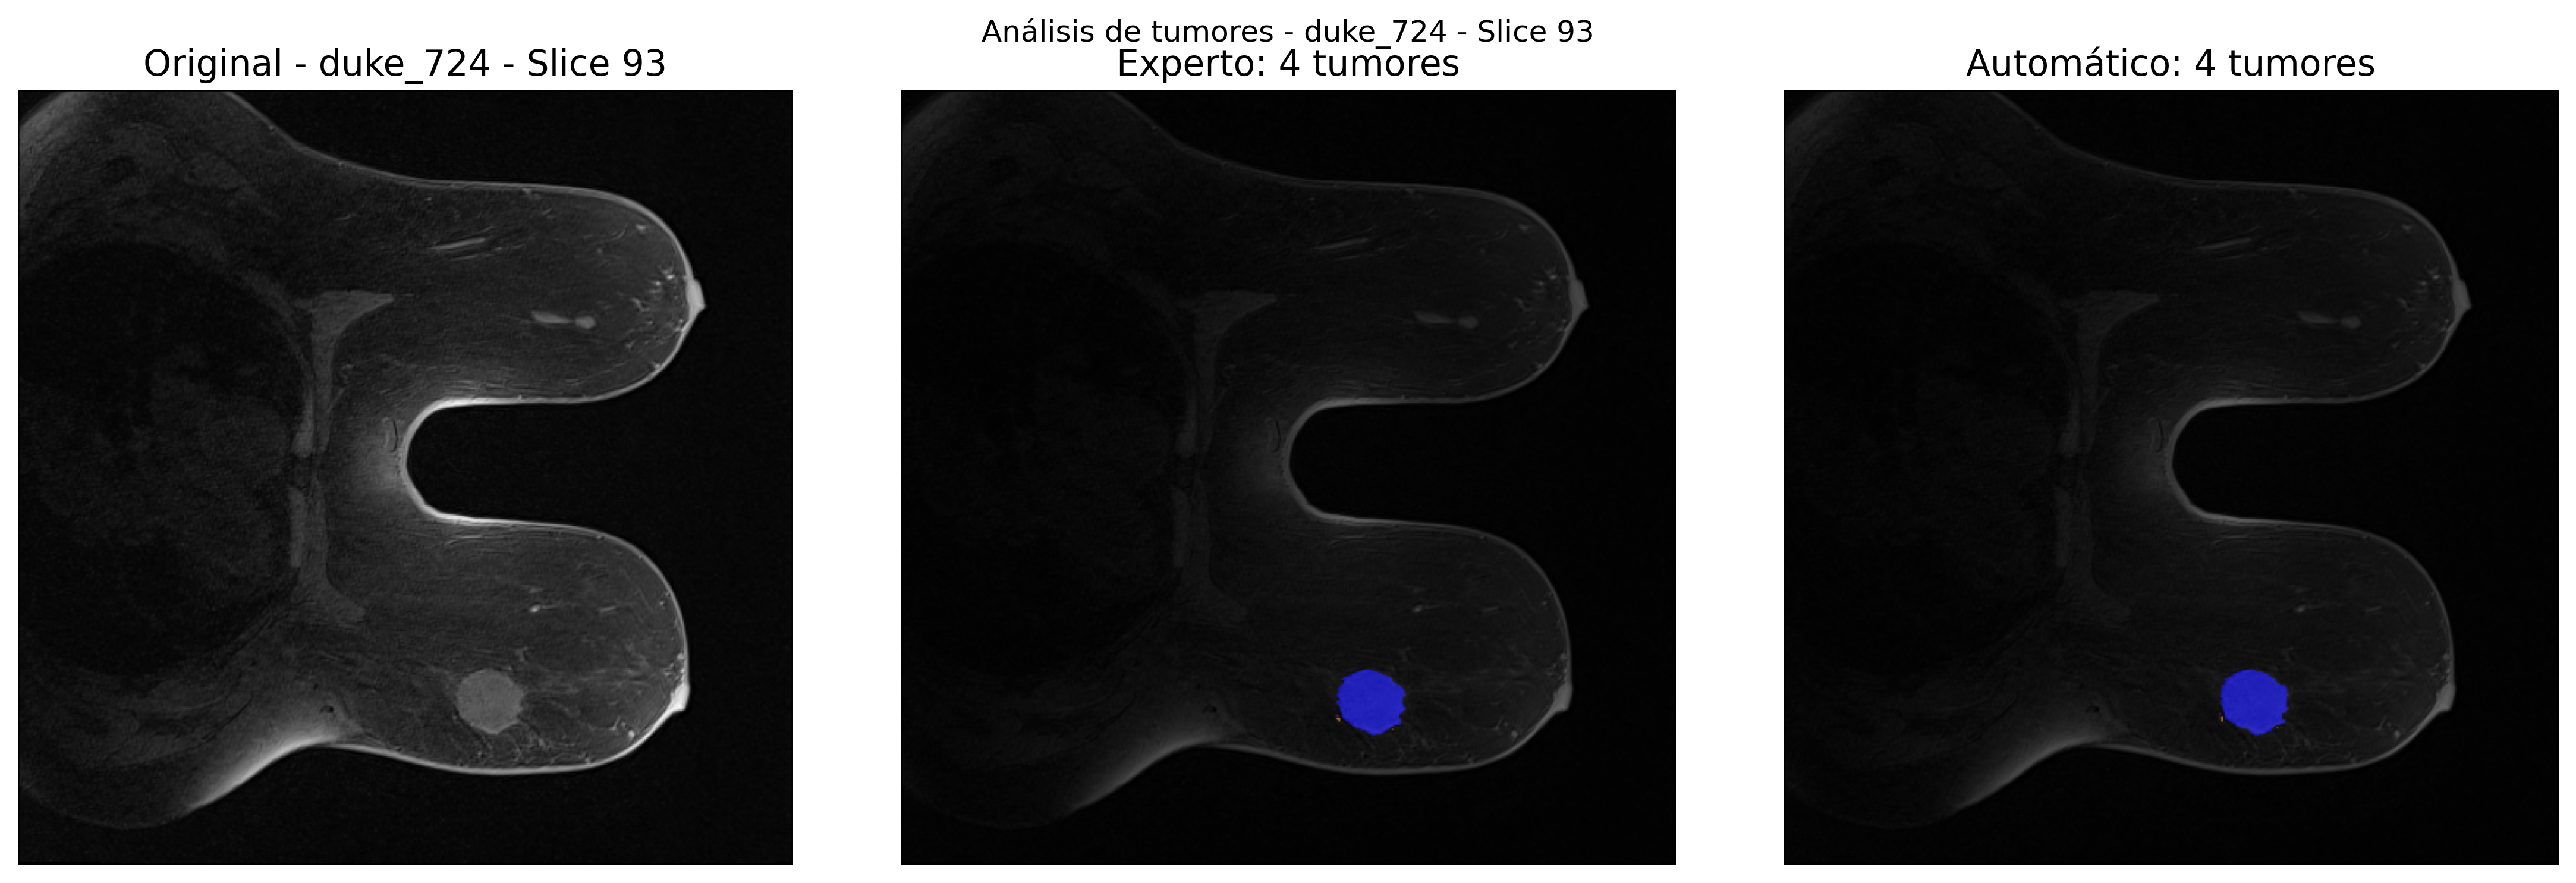 Análisis de tumores - duke_724 - Slice 93
Original - duke_724 - Slice 93
Experto: 4 tumores
Automático: 4 tumores